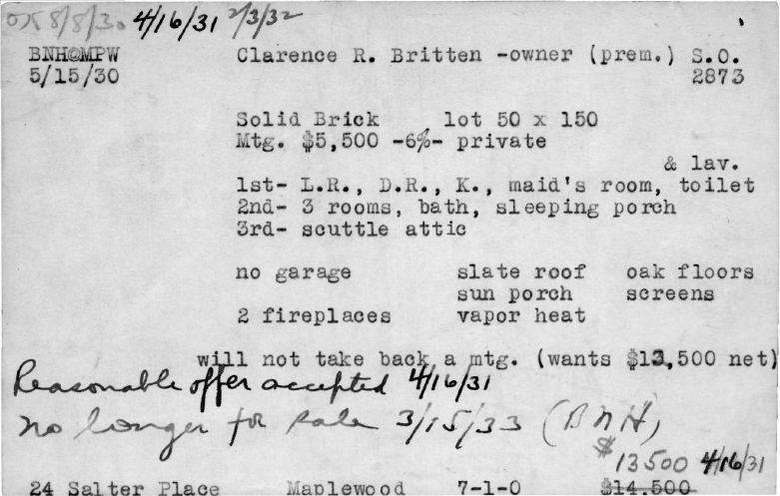 OK 8/8/30 4/16/31 2/3/32
BNH@MPW Clarence R. Britten -owner (prem.) S.O.
5/15/30 2873
Solid Brick lot 50 x 150
Mtg. $5,500 -6%- private
& lav.
1st- L.R., D.R., K., maid's room, toilet
2nd- 3 rooms, bath, sleeping porch
3rd- scuttle attic
no garage slate roof oak floors
sun porch screens
2 fireplaces vapor heat
will not take back a mtg. (wants $13,500 net)
Reasonable offer accepted 4/16/31
no longer for sale 3/15/33 (BNH)
$13500 4/16/31
24 Salter Place Maplewood 7-1-0 $14,500